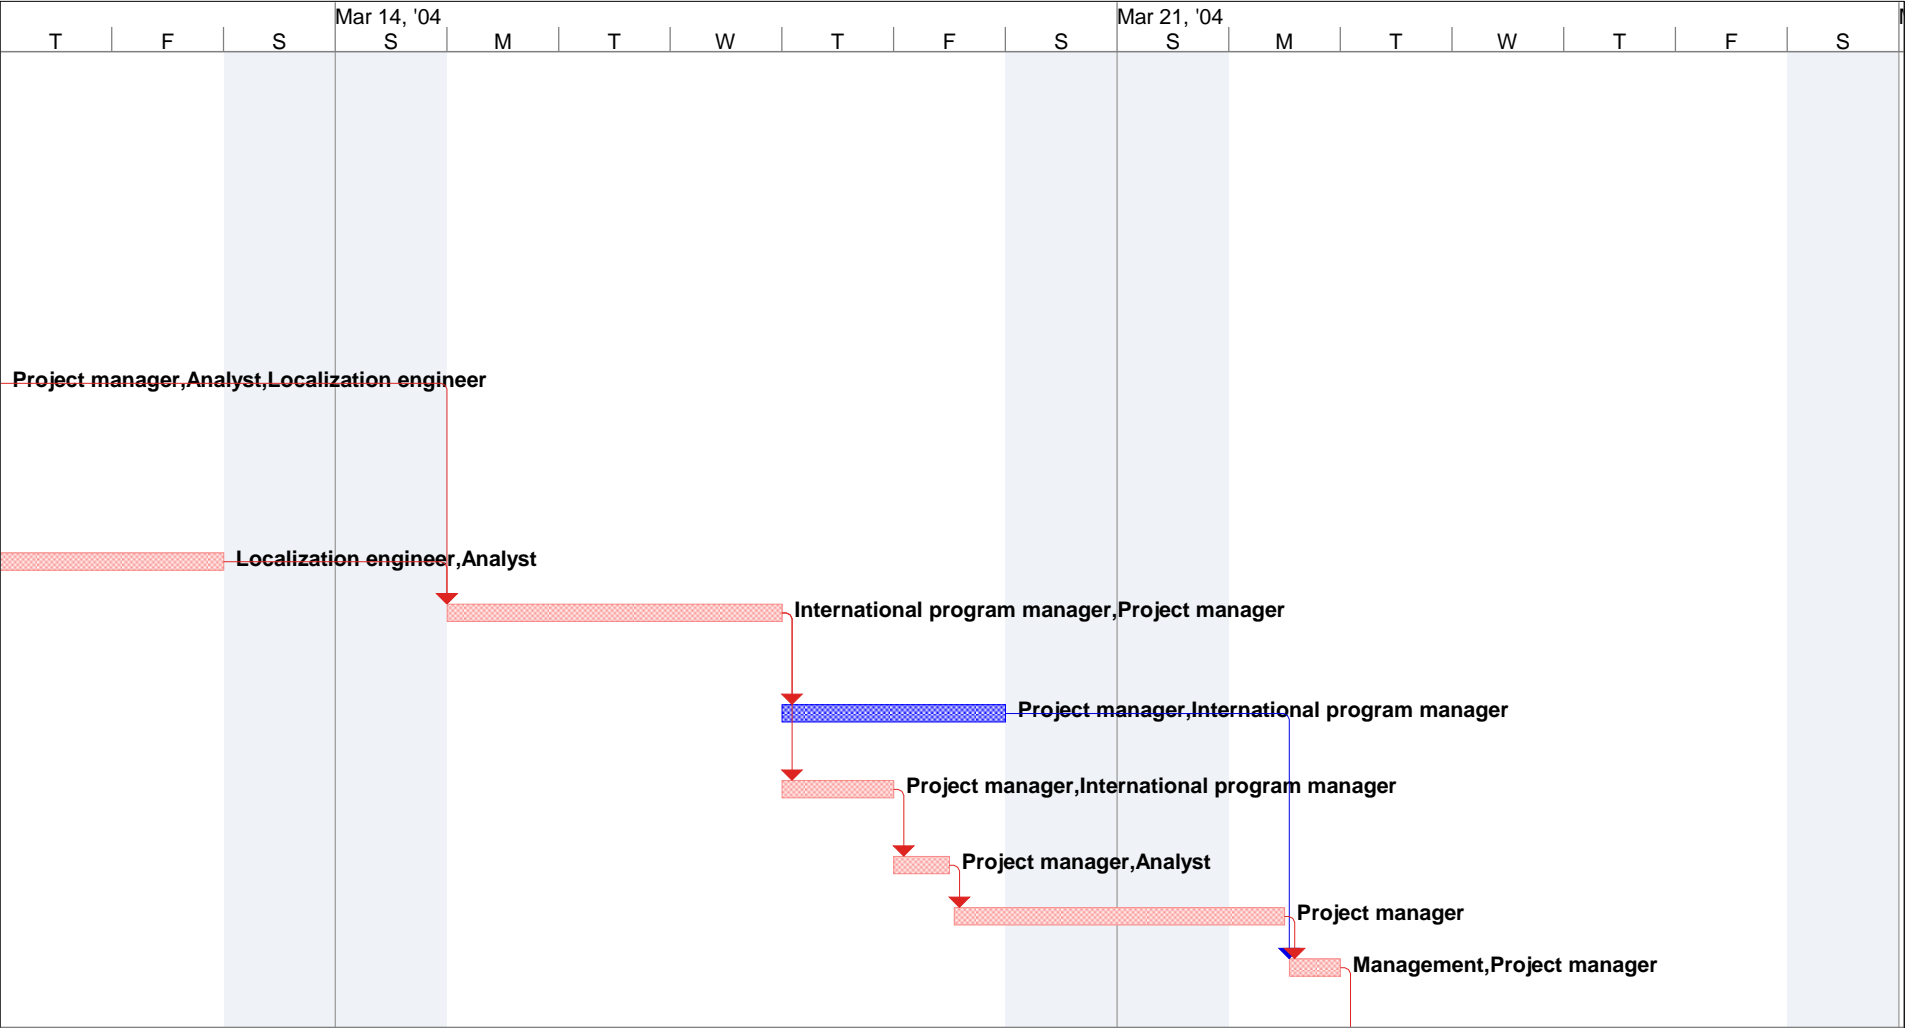 Mar 14, '04 Mar 21, '04
T F S S M T W T F S S M T W T F S
Project manager,Analyst,Localization engineer
Localization engineer,Analyst
International program manager,Project manager
Project manager,International program manager
Project manager,International program manager
Project manager,Analyst
Project manager
Management,Project manager